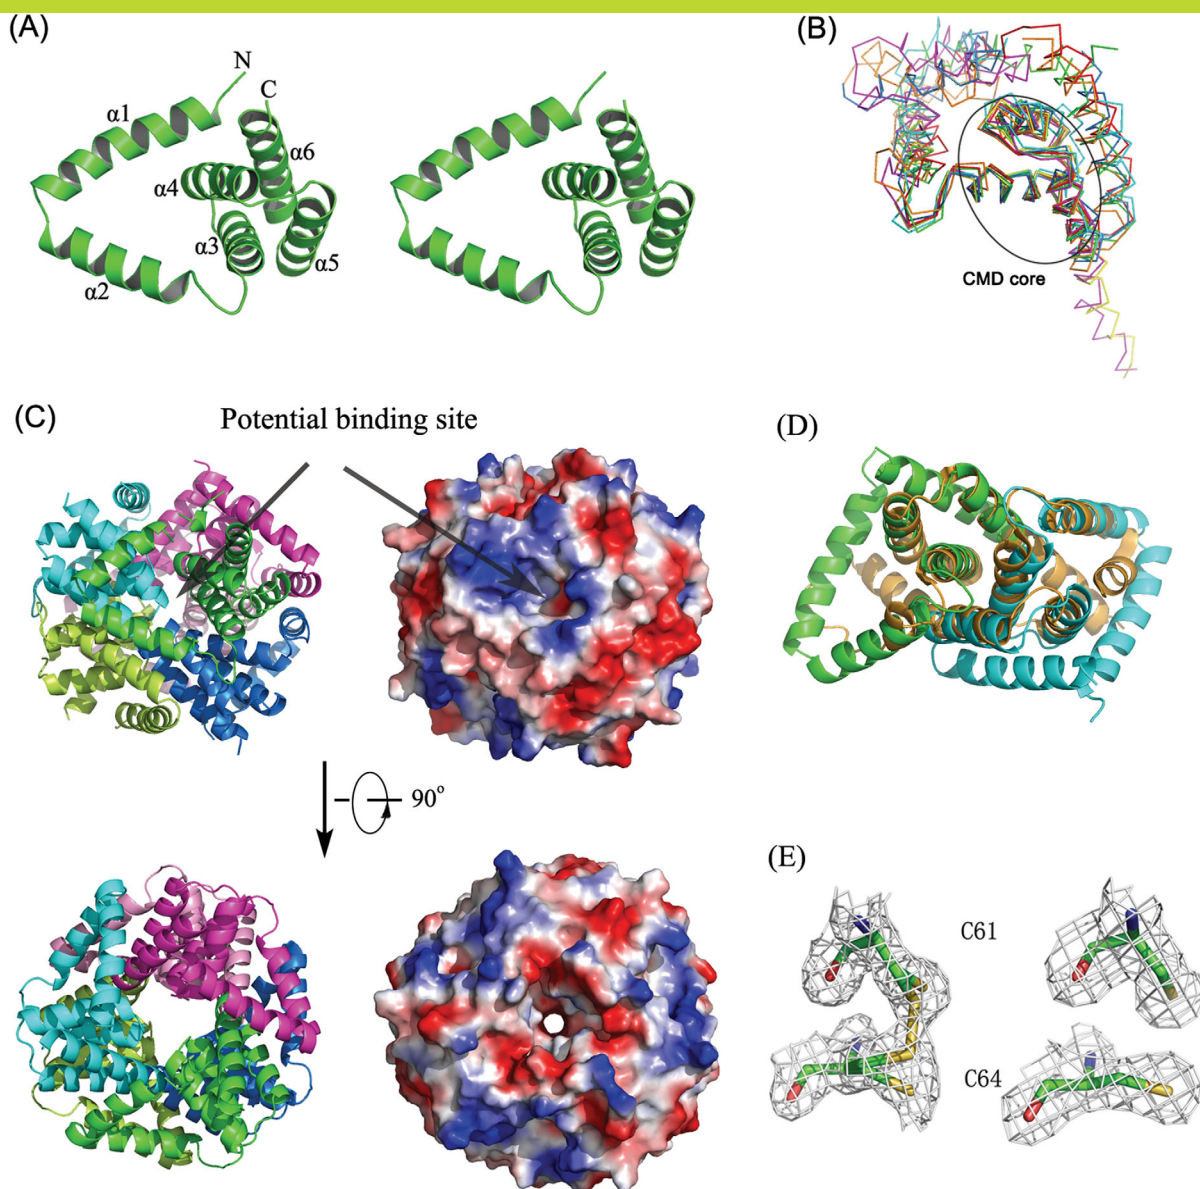 (A)
N
C
α1
α6
α4
α3
α5
α2
(B)
CMD core
(C)
Potential binding site
90°
(D)
(E)
C61
C64